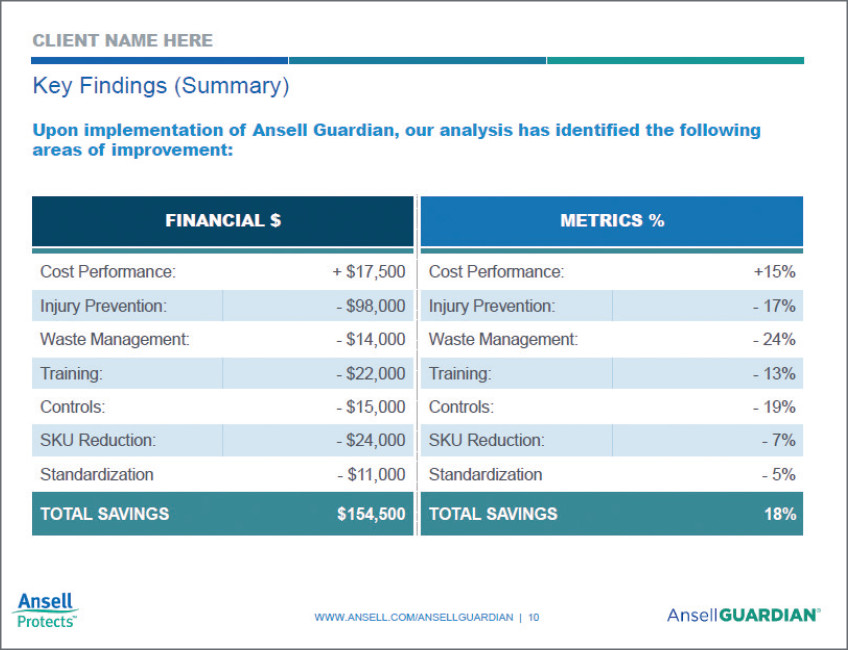 CLIENT NAME HERE
Key Findings (Summary)
Upon implementation of Ansell Guardian, our analysis has identified the following
areas of improvement:
FINANCIAL $
Cost Performance: + $17,500
Injury Prevention: - $98,000
Waste Management: - $14,000
Training: - $22,000
Controls: - $15,000
SKU Reduction: - $24,000
Standardization - $11,000
TOTAL SAVINGS $154,500
METRICS %
Cost Performance: +15%
Injury Prevention: - 17%
Waste Management: - 24%
Training: - 13%
Controls: - 19%
SKU Reduction: - 7%
Standardization - 5%
TOTAL SAVINGS 18%
Ansell
Protects™
WWW.ANSELL.COM/ANSELLGUARDIAN | 10
AnsellGUARDIAN®